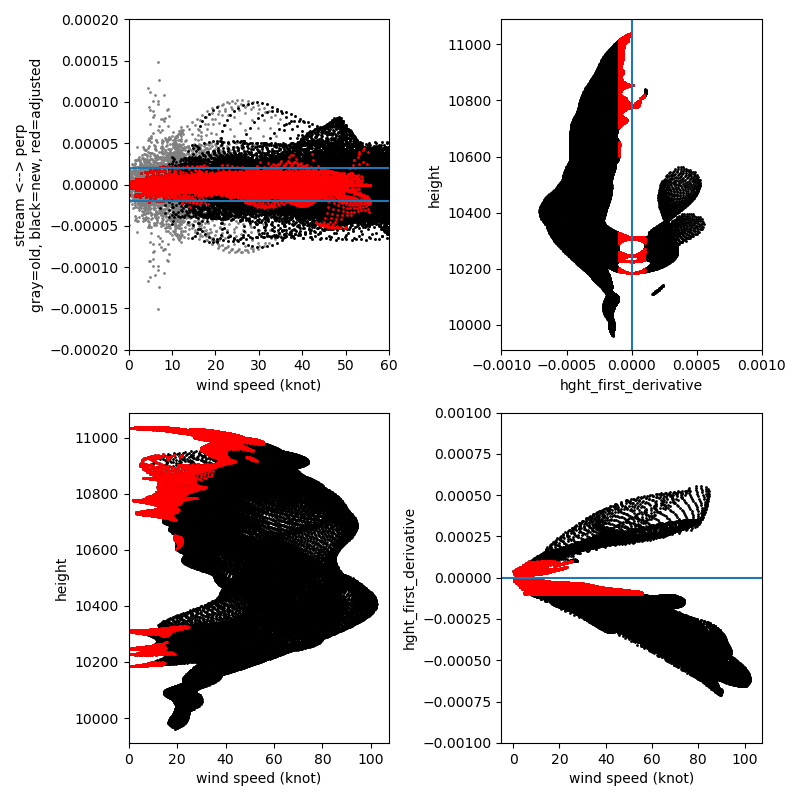 0.00020
0.00015
0.00010
0.00005
0.00000
−0.00005
−0.00010
−0.00015
−0.00020
stream <--> perp
gray=old, black=new, red=adjusted
0 10 20 30 40 50 60
wind speed (knot)
11000
10800
10600
10400
10200
10000
height
−0.0010 −0.0005 0.0000 0.0005 0.0010
hght_first_derivative
11000
10800
10600
10400
10200
10000
height
0 20 40 60 80 100
wind speed (knot)
0.00100
0.00075
0.00050
0.00025
0.00000
−0.00025
−0.00050
−0.00075
−0.00100
hght_first_derivative
0 20 40 60 80 100
wind speed (knot)